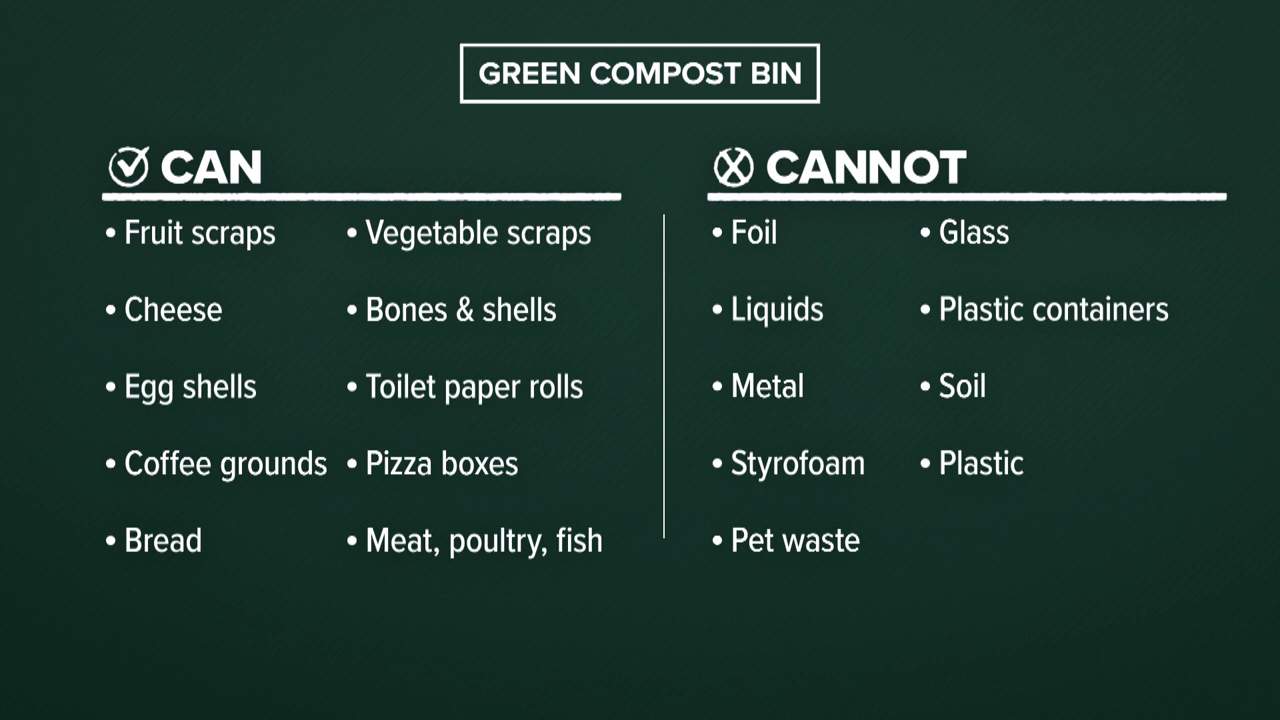 GREEN COMPOST BIN
CAN
• Fruit scraps
• Cheese
• Egg shells
• Coffee grounds
• Bread
• Vegetable scraps
• Bones & shells
• Toilet paper rolls
• Pizza boxes
• Meat, poultry, fish
CANNOT
• Foil
• Liquids
• Metal
• Styrofoam
• Pet waste
• Glass
• Plastic containers
• Soil
• Plastic